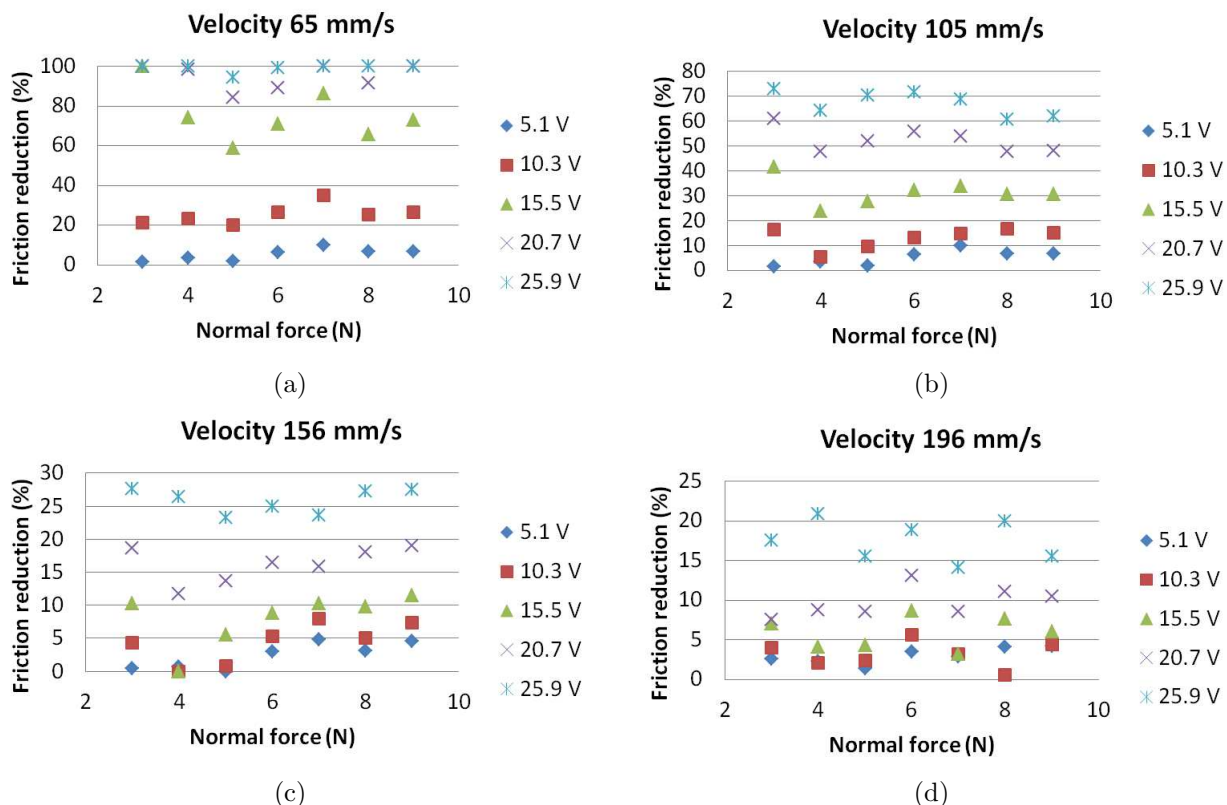 (a)
Velocity 65 mm/s
Friction reduction (%)
100
80
60
40
20
0
2
4
6
8
10
Normal force (N)
5.1 V
10.3 V
15.5 V
20.7 V
25.9 V
(b)
Velocity 105 mm/s
Friction reduction (%)
80
70
60
50
40
30
20
10
0
2
4
6
8
10
Normal force (N)
5.1 V
10.3 V
15.5 V
20.7 V
25.9 V
(a)
(b)
c)
Velocity 156 mm/s
Friction reduction (%)
30
25
20
15
10
5
0
2
4
6
8
10
Normal force (N)
5.1 V
10.3 V
15.5 V
20.7 V
25.9 V
d)
Velocity 196 mm/s
Friction reduction (%)
25
20
15
10
5
0
2
4
6
8
10
Normal force (N)
5.1 V
10.3 V
15.5 V
20.7 V
25.9 V
(c)
(d)